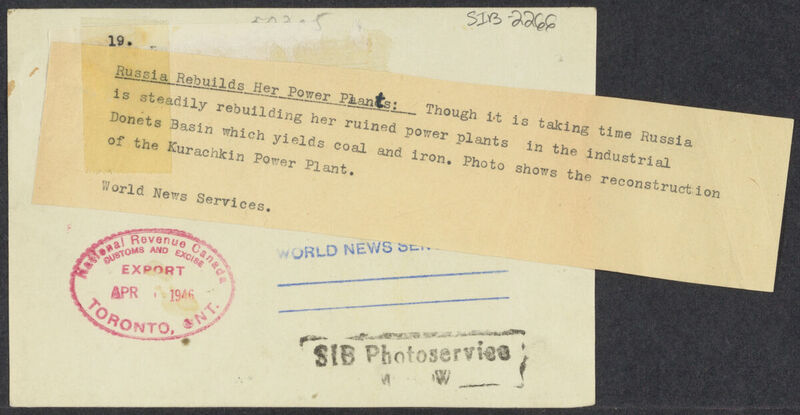 SIB-2266
19.
Russia Rebuilds Her Power Plants: Though it is taking time Russia
is steadily rebuilding her ruined power plants in the industrial
Donets Basin which yields coal and iron. Photo shows the reconstruction
of the Kurachkin Power Plant.
World News Services.
WORLD NEWS
National Revenue Canada
CUSTOMS AND EXCISE
EXPORT
APR 1946
TORONTO, ONT.
SIB Photoservice